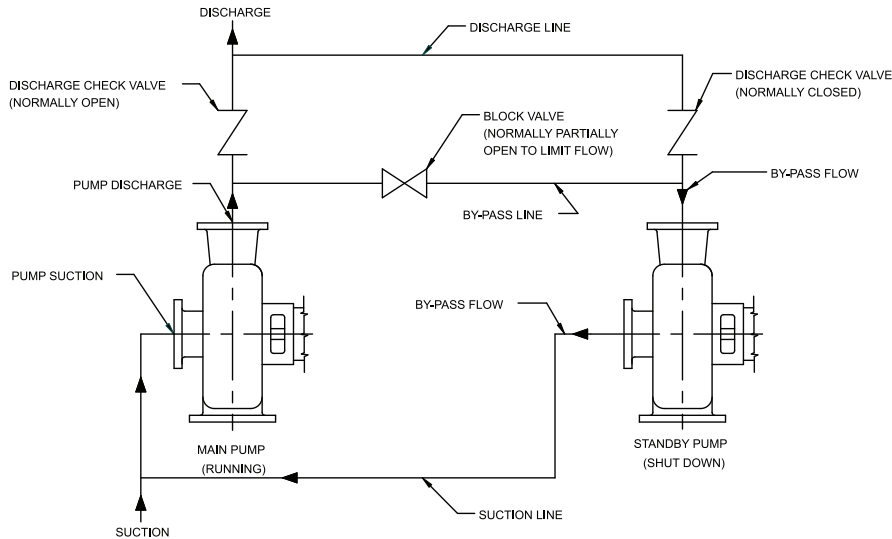 DISCHARGE
DISCHARGE LINE
DISCHARGE CHECK VALVE
(NORMALLY OPEN)
DISCHARGE CHECK VALVE
(NORMALLY CLOSED)
BLOCK VALVE
(NORMALLY PARTIALLY
OPEN TO LIMIT FLOW)
PUMP DISCHARGE
BY-PASS FLOW
BY-PASS LINE
PUMP SUCTION
BY-PASS FLOW
MAIN PUMP
(RUNNING)
STANDBY PUMP
(SHUT DOWN)
SUCTION
SUCTION LINE